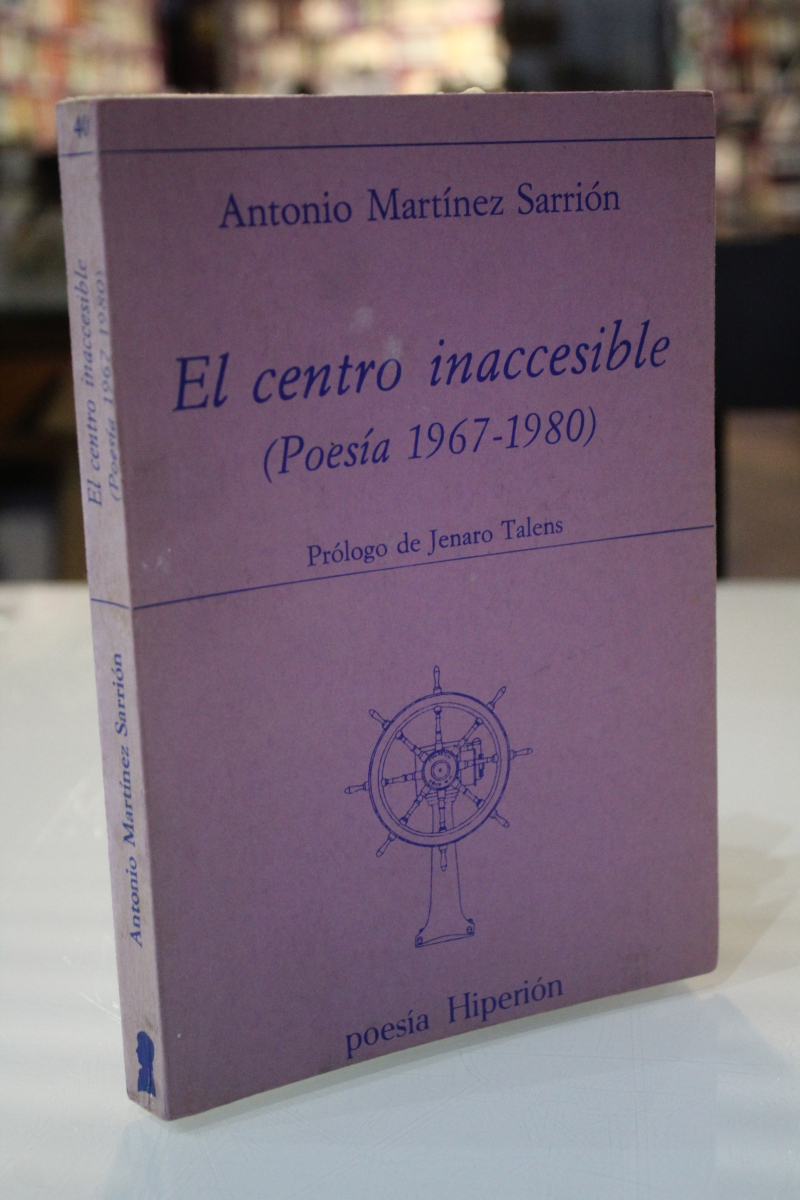 Antonio Martínez Sarrión
El centro inaccesible
(Poesía 1967-1980)
Prólogo de Jenaro Talens
poesía Hiperión
40
El centro inaccesible
(Poesía 1967-1980)
Antonio Martínez Sarrión